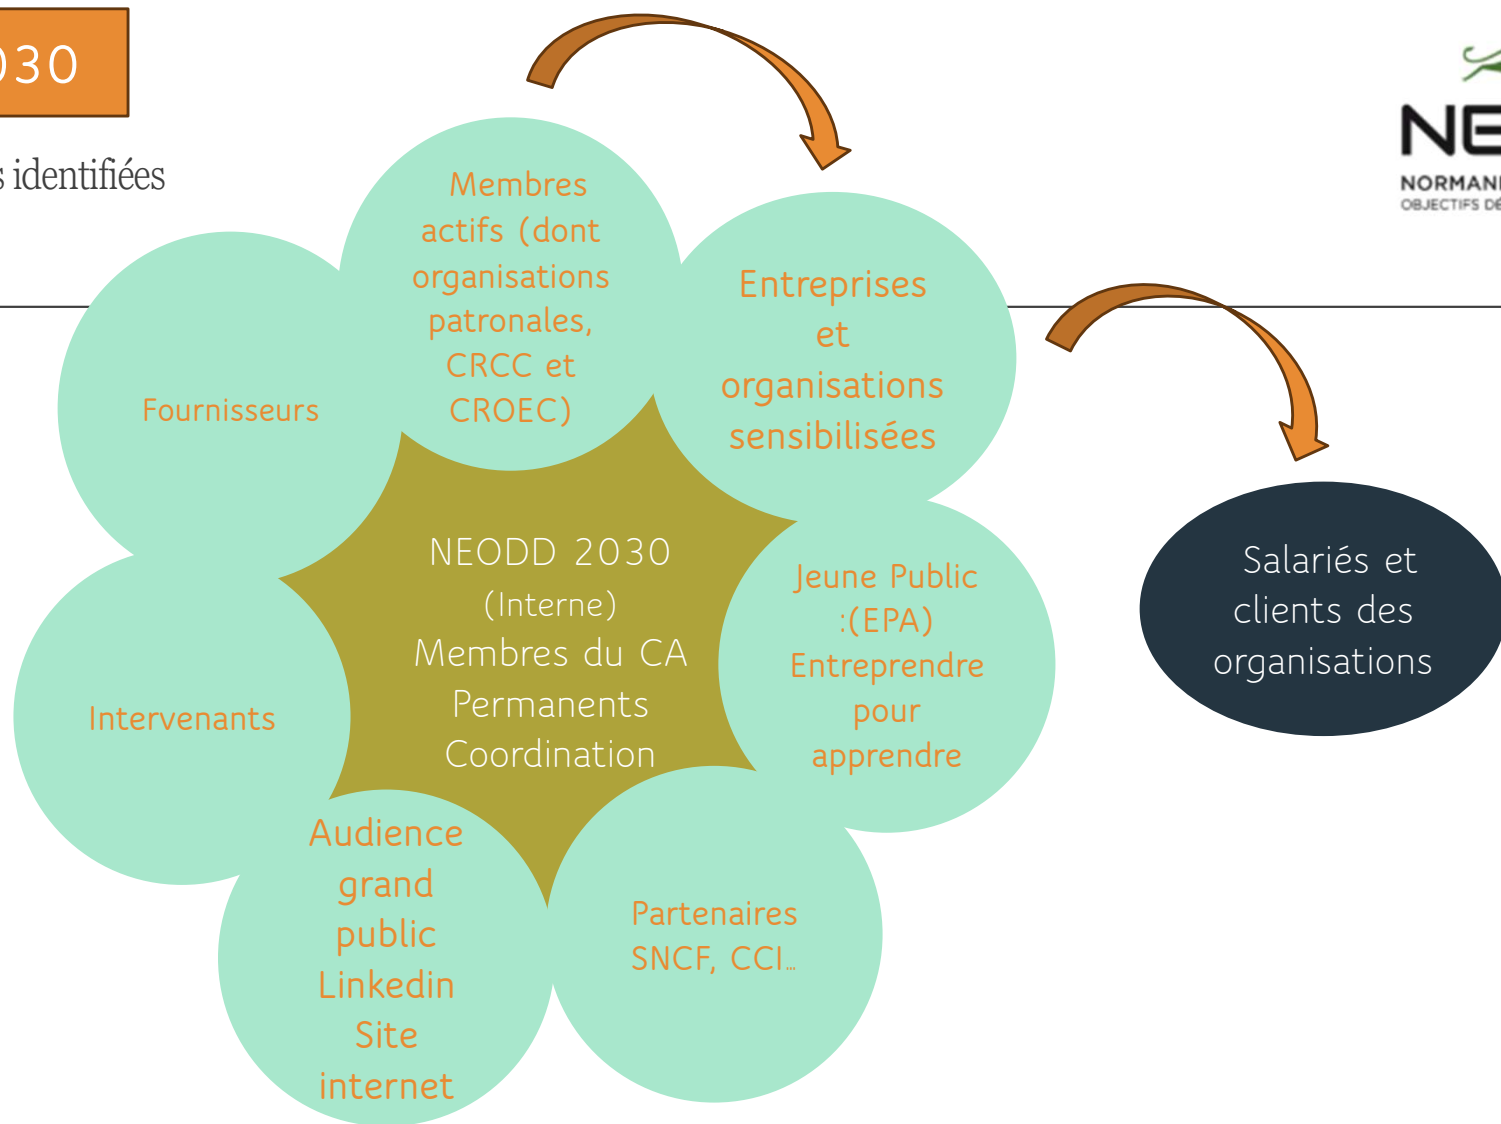 030
s identifiées
NE
NORMAN
OBJECTIFS DÉ
Membres
actifs (dont
organisations
patronales,
CRCC et
CROEC)
Entreprises
et
organisations
sensibilisées
Fournisseurs
NEODD 2030
(Interne)
Membres du CA
Permanents
Coordination
Jeune Public
:(EPA)
Entreprendre
pour
apprendre
Salariés et
clients des
organisations
Intervenants
Audience
grand
public
Linkedin
Site
internet
Partenaires
SNCF, CCI…